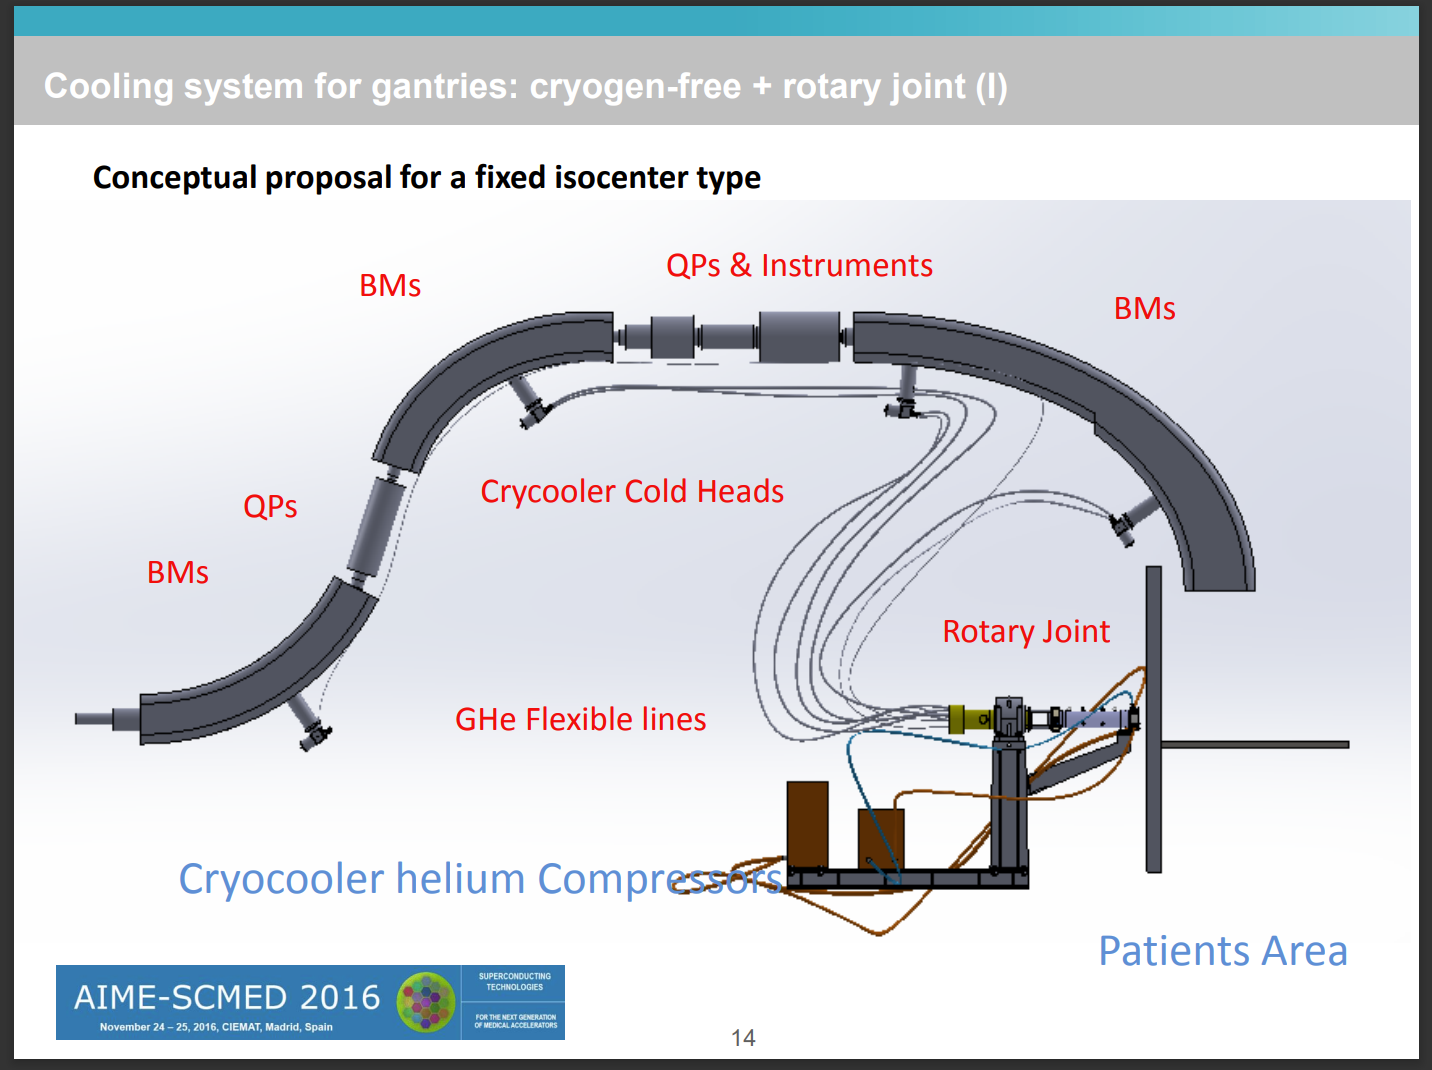 Cooling system for gantries: cryogen-free + rotary joint (I)
Conceptual proposal for a fixed isocenter type
QPs & Instruments
BMs
BMs
Crycooler Cold Heads
QPs
BMs
Rotary Joint
GHe Flexible lines
Cryocooler helium Compressors
Patients Area
AIME-SCMED 2016
November 24 – 25, 2016, CIEMAT, Madrid, Spain
SUPERCONDUCTING
TECHNOLOGIES
FOR THE NEXT GENERATION
OF MEDICAL ACCELERATORS
14